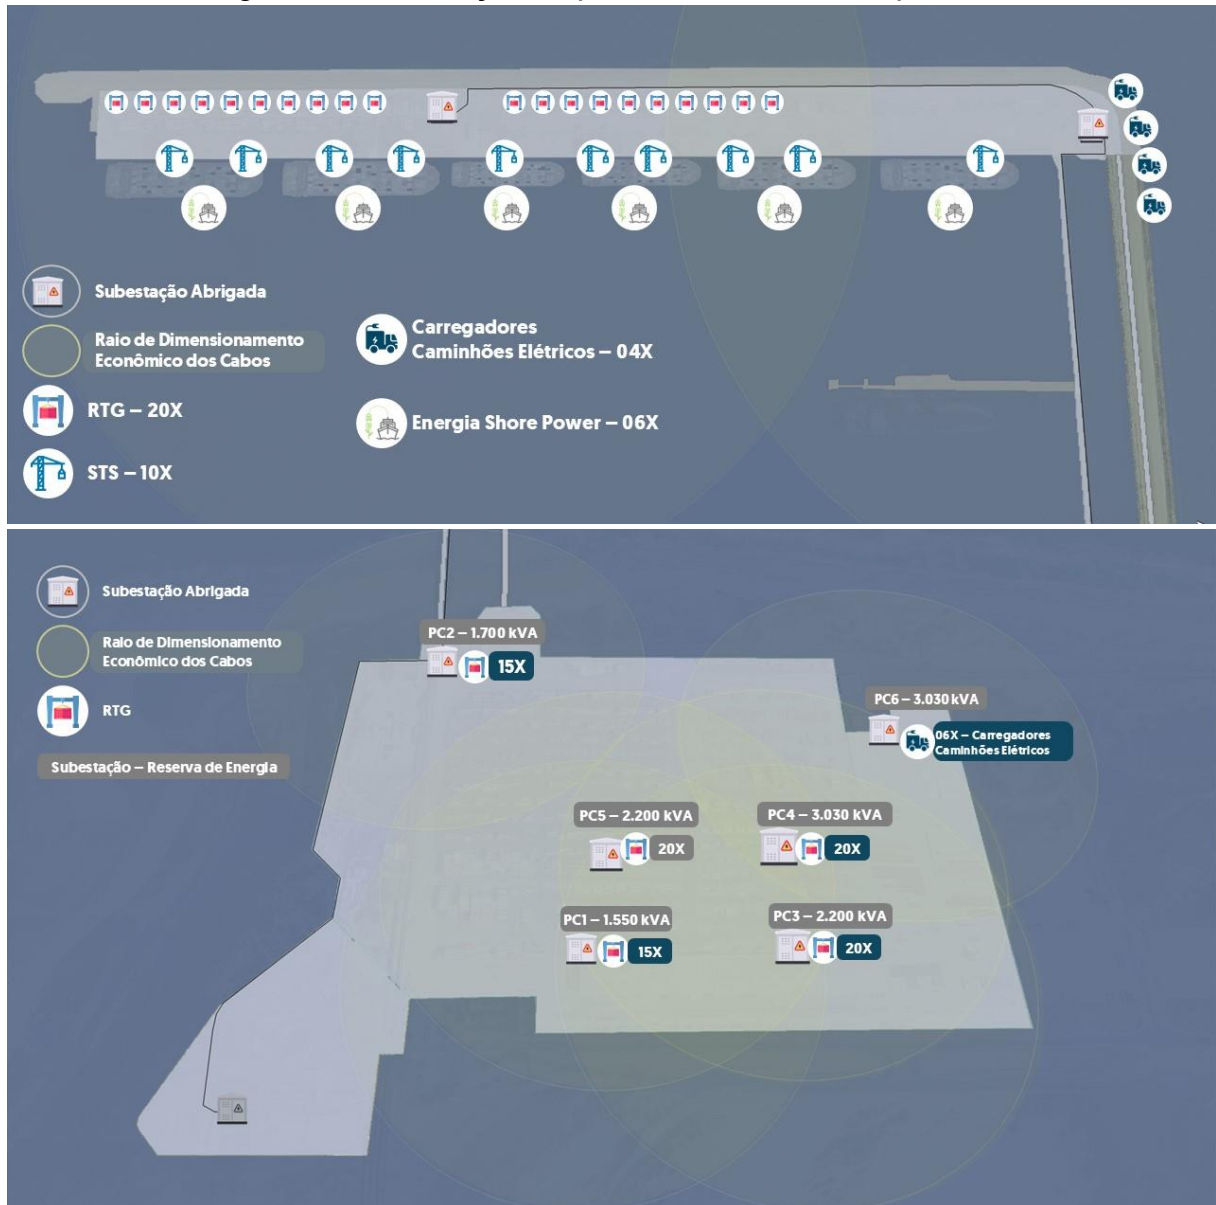 Subestação Abrigada
Raio de Dimensionamento
Econômico dos Cabos
RTG – 20X
STS – 10X
Carregadores
Caminhões Elétricos – 04X
Energia Shore Power – 06X
Subestação Abrigada
Raio de Dimensionamento
Econômico dos Cabos
RTG
Subestação – Reserva de Energia
PC2 – 1.700 kVA
15X
PC6 – 3.030 kVA
06X – Carregadores
Caminhões Elétricos
PC5 – 2.200 kVA
20X
PC4 – 3.030 kVA
20X
PC1 – 1.550 kVA
15X
PC3 – 2.200 kVA
20X